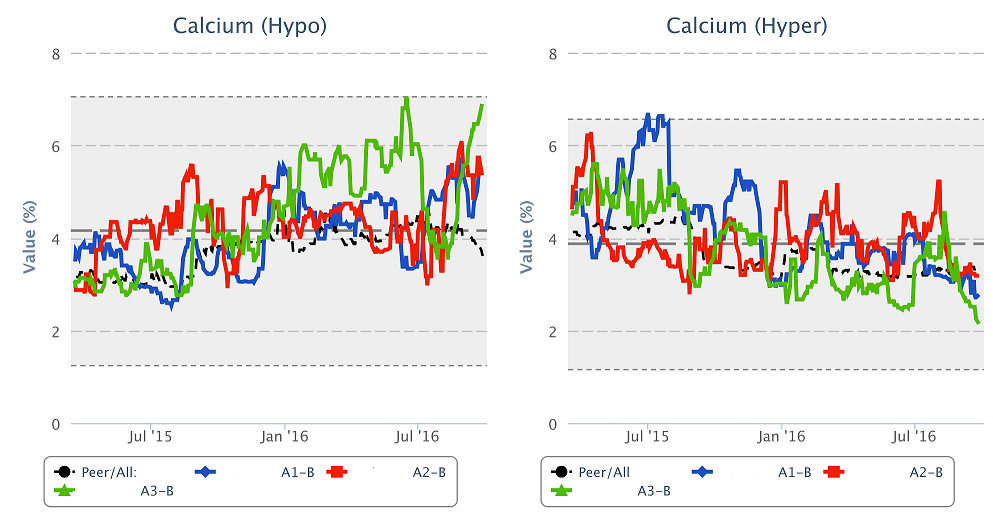 Calcium (Hypo)
Value (%)
8
6
4
2
0
Jul '15
Jan '16
Jul '16
Peer/All:
A1-B
A2-B
A3-B
Calcium (Hyper)
Value (%)
8
6
4
2
0
Jul '15
Jan '16
Jul '16
Peer/All
A1-B
A2-B
A3-B